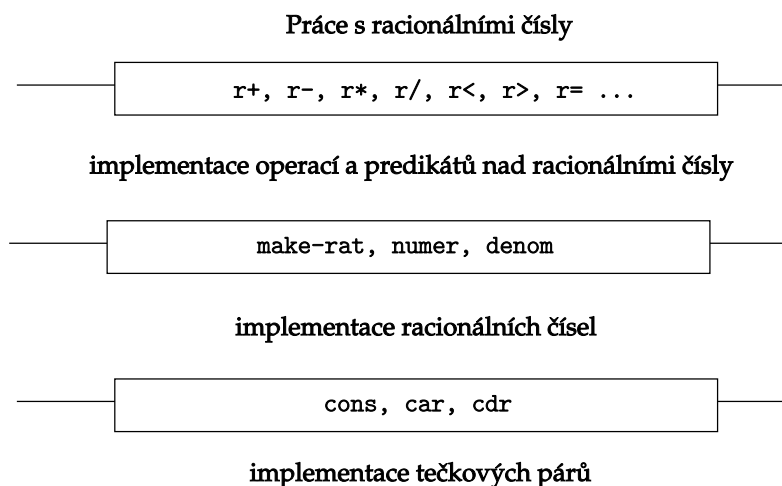 Práce s racionálními čísly
r+, r-, r*, r/, r<, r>, r= ...
implementace operací a predikátů nad racionálními čísly
make-rat, numer, denom
implementace racionálních čísel
cons, car, cdr
implementace tečkových párů